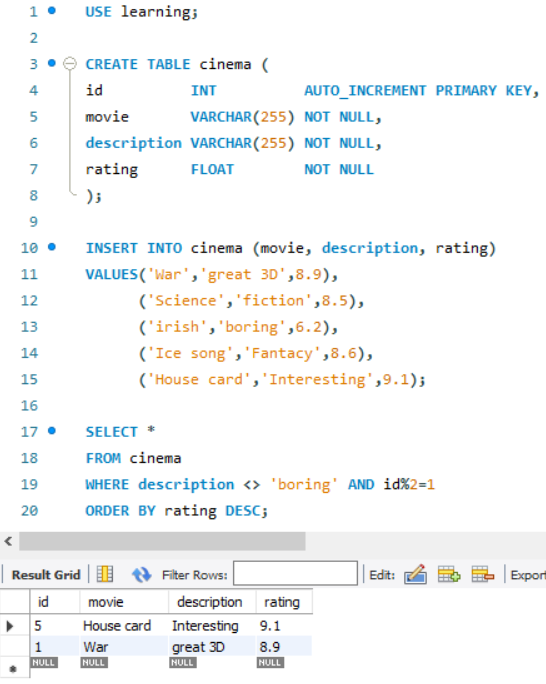 1 USE learning;
2
3 CREATE TABLE cinema (
4 id INT AUTO_INCREMENT PRIMARY KEY,
5 movie VARCHAR(255) NOT NULL,
6 description VARCHAR(255) NOT NULL,
7 rating FLOAT NOT NULL
8 );
9
10 INSERT INTO cinema (movie, description, rating)
11 VALUES('War','great 3D',8.9),
12 ('Science','fiction',8.5),
13 ('irish','boring',6.2),
14 ('Ice song','Fantacy',8.6),
15 ('House card','Interesting',9.1);
16
17 SELECT *
18 FROM cinema
19 WHERE description <> 'boring' AND id%2=1
20 ORDER BY rating DESC;
Result Grid Filter Rows: Edit: Export
id movie description rating
5 House card Interesting 9.1
1 War great 3D 8.9
NULL NULL NULL NULL